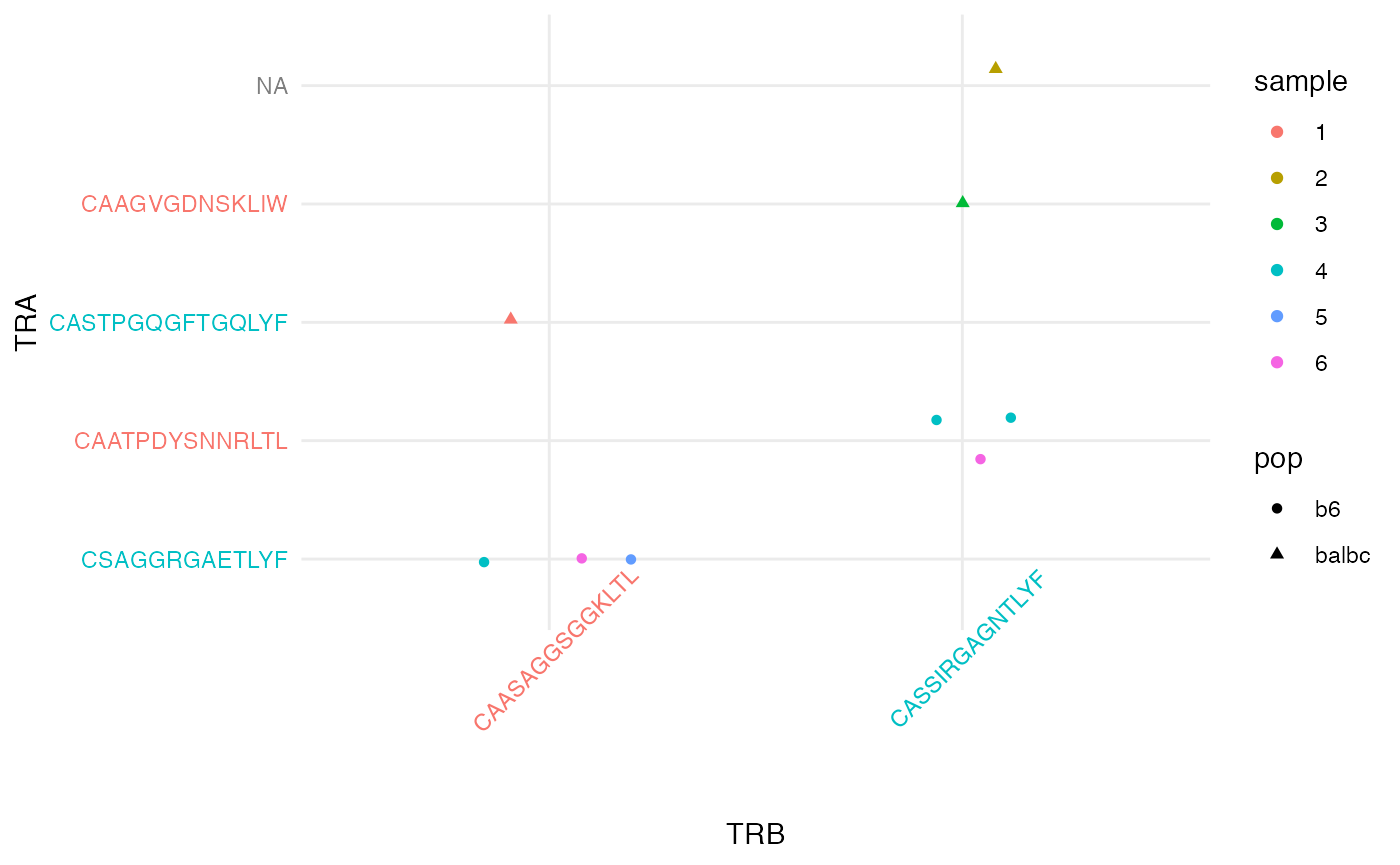 NA
CAAGVGDNSKLIW
CASTPGQGFTGQLYF
CAATPDYSNNRLTL
CSAGGRGAETLYF
TRA
CAASAGGSGGKLTL
CASSIRGAGNTLYF
TRB
sample
1
2
3
4
5
6
pop
b6
balbc